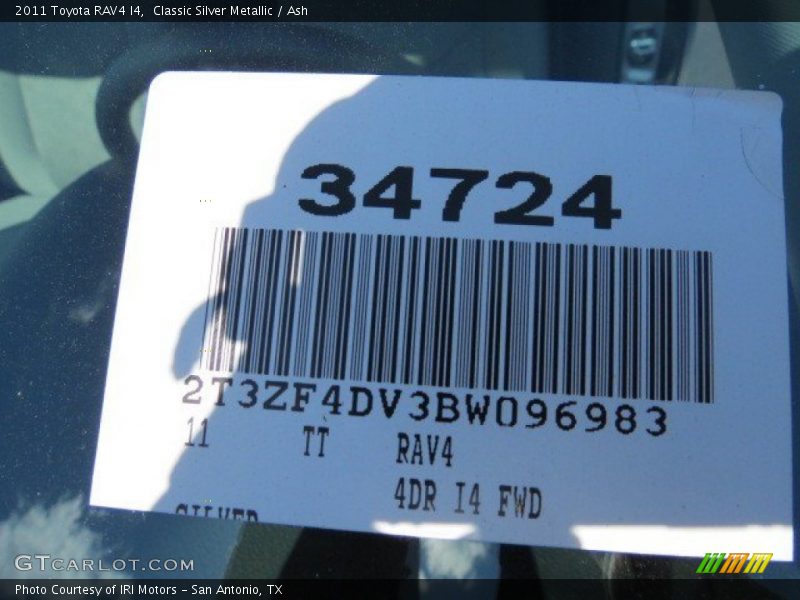 2011 Toyota RAV4 I4,  Classic Silver Metallic / Ash
34724
2T3ZF4DV3BW096983
11 TT RAV4
4DR I4 FWD
SILVER
GTCARLOT.COM
Photo Courtesy of IRI Motors – San Antonio, TX